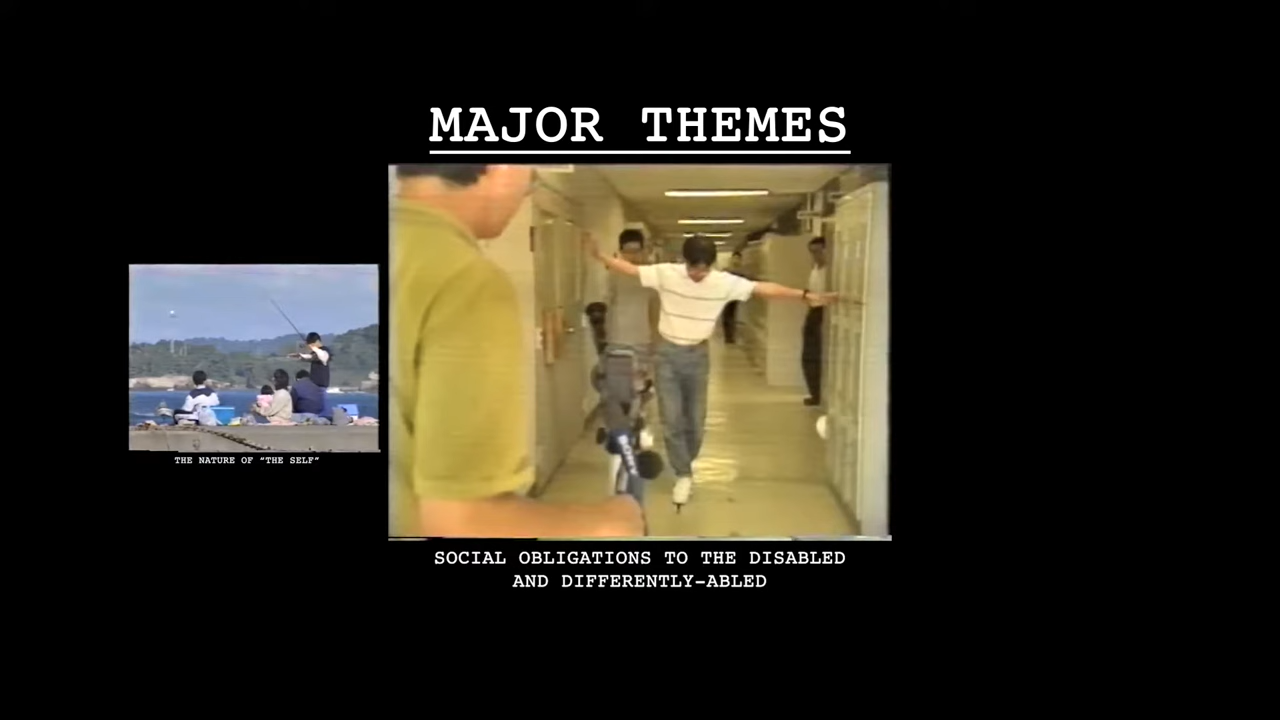 MAJOR THEMES
THE NATURE OF “THE SELF”
SOCIAL OBLIGATIONS TO THE DISABLED
AND DIFFERENTLY-ABLED